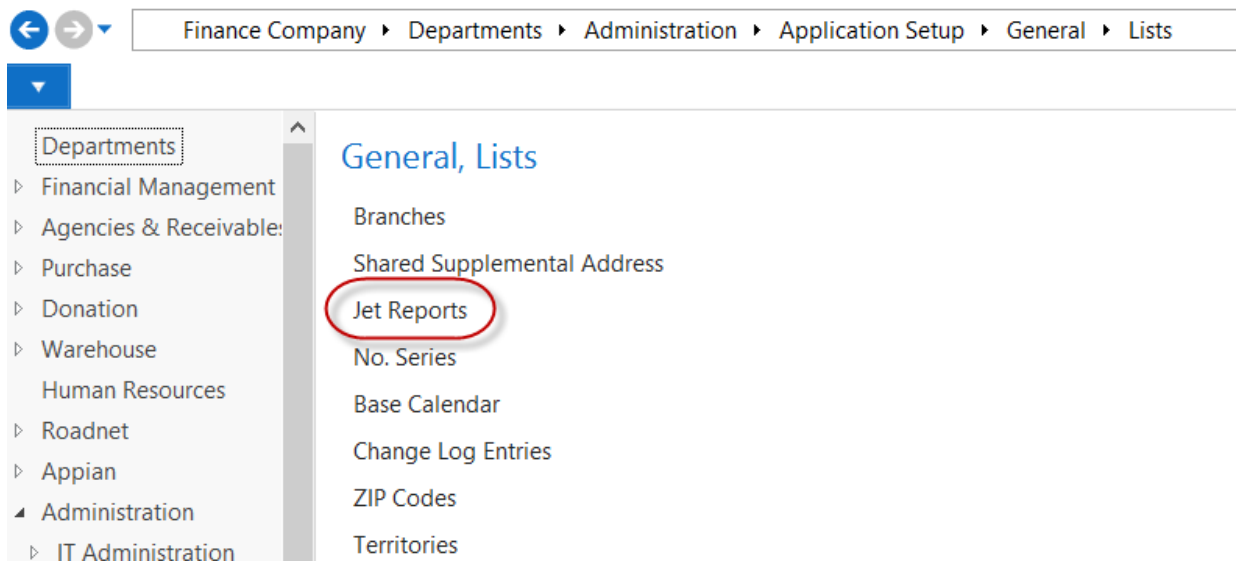 Finance Company ▸ Departments ▸ Administration ▸ Application Setup ▸ General ▸ Lists
Departments
Financial Management
Agencies & Receivables
Purchase
Donation
Warehouse
Human Resources
Roadnet
Appian
Administration
IT Administration
General, Lists
Branches
Shared Supplemental Address
Jet Reports
No. Series
Base Calendar
Change Log Entries
ZIP Codes
Territories